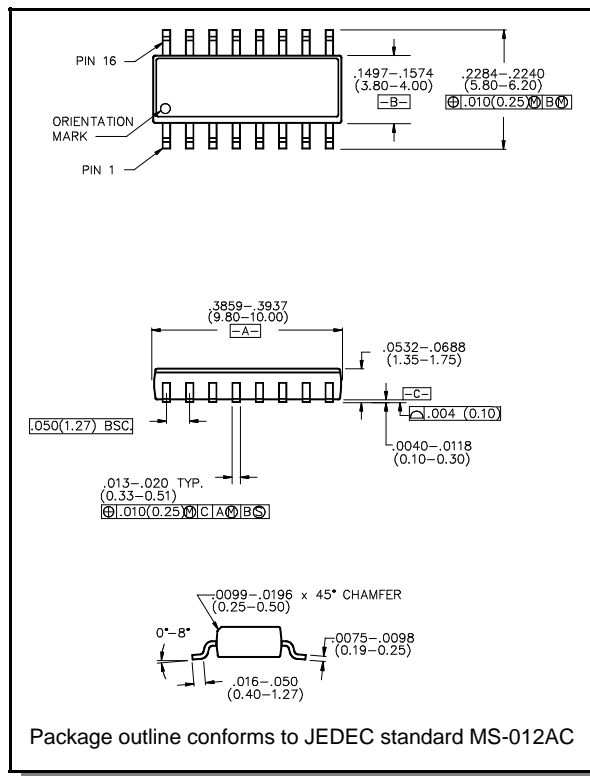 PIN 16
.1497–.1574
(3.80–4.00)
–B–
.2284–.2240
(5.80–6.20)
⌖ .010(0.25)Ⓜ BⓂ
ORIENTATION
MARK
PIN 1
.3859–.3937
(9.80–10.00)
–A–
.0532–.0688
(1.35–1.75)
–C–
⌓ .004 (0.10)
.050(1.27) BSC.
.0040–.0118
(0.10–0.30)
.013–.020 TYP.
(0.33–0.51)
⌖ .010(0.25)Ⓜ C AⓂ BⓈ
.0099–.0196 x 45° CHAMFER
(0.25–0.50)
0°–8°
.0075–.0098
(0.19–0.25)
.016–.050
(0.40–1.27)
Package outline conforms to JEDEC standard MS-012AC